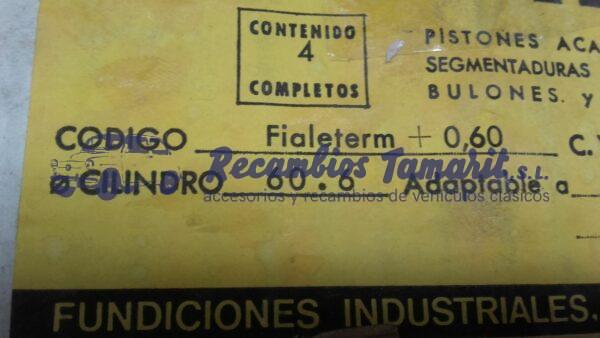 CONTENIDO
4
COMPLETOS
PISTONES ACA
SEGMENTADURAS
BULONES. y
CODIGO Fialeterm + 0,60
C.
Recambios Tamarit, S.L.
Ø CILINDRO 60.6 Adaptable a
accesorios y recambios de vehículos clásicos
FUNDICIONES INDUSTRIALES.